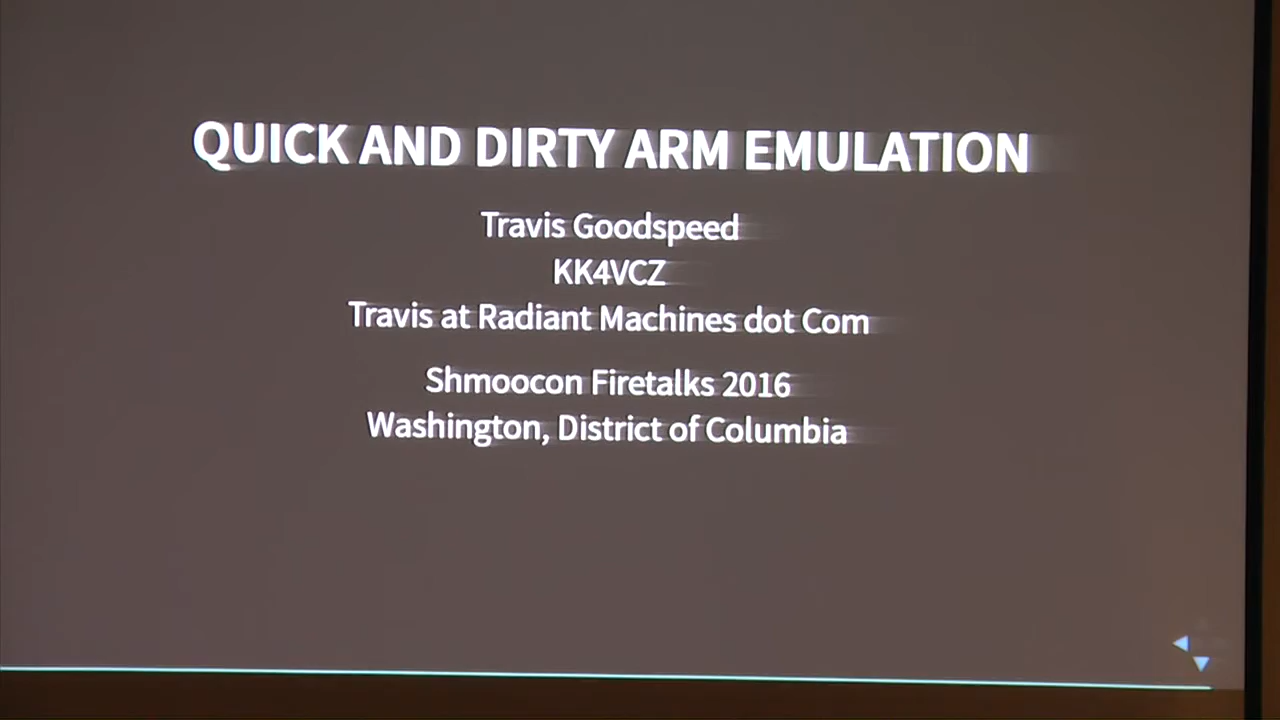 QUICK AND DIRTY ARM EMULATION
Travis Goodspeed
KK4VCZ
Travis at Radiant Machines dot Com
Shmoocon Firetalks 2016
Washington, District of Columbia